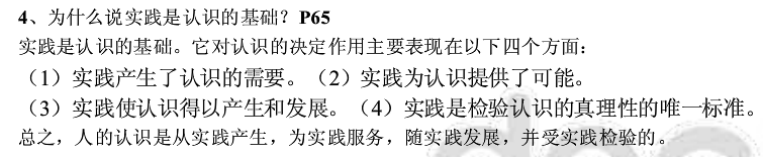 4、为什么说实践是认识的基础？P65
实践是认识的基础。它对认识的决定作用主要表现在以下四个方面：
（1）实践产生了认识的需要。（2）实践为认识提供了可能。
（3）实践使认识得以产生和发展。（4）实践是检验认识的真理性的唯一标准。
总之，人的认识是从实践产生，为实践服务，随实践发展，并受实践检验的。